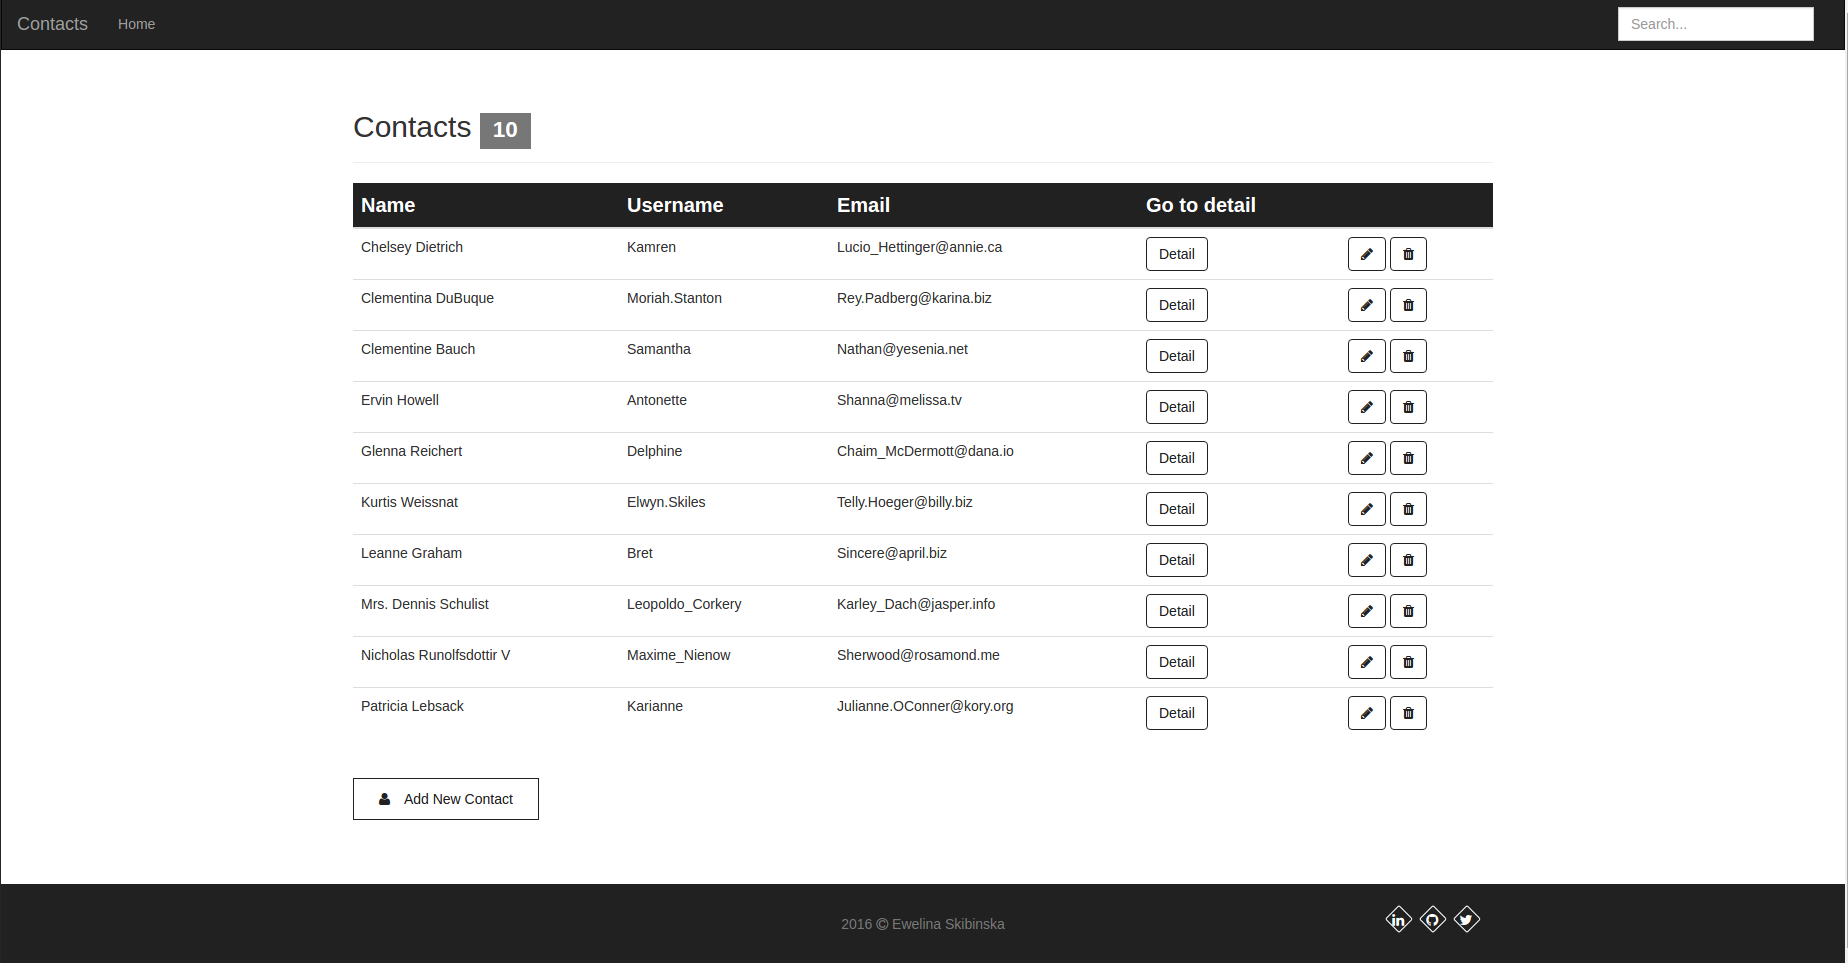 Contacts Home Search...
Contacts 10
Name Username Email Go to detail
Chelsey Dietrich Kamren Lucio_Hettinger@annie.ca Detail
Clementina DuBuque Moriah.Stanton Rey.Padberg@karina.biz Detail
Clementine Bauch Samantha Nathan@yesenia.net Detail
Ervin Howell Antonette Shanna@melissa.tv Detail
Glenna Reichert Delphine Chaim_McDermott@dana.io Detail
Kurtis Weissnat Elwyn.Skiles Telly.Hoeger@billy.biz Detail
Leanne Graham Bret Sincere@april.biz Detail
Mrs. Dennis Schulist Leopoldo_Corkery Karley_Dach@jasper.info Detail
Nicholas Runolfsdottir V Maxime_Nienow Sherwood@rosamond.me Detail
Patricia Lebsack Karianne Julianne.OConner@kory.org Detail
Add New Contact
2016 © Ewelina Skibinska in